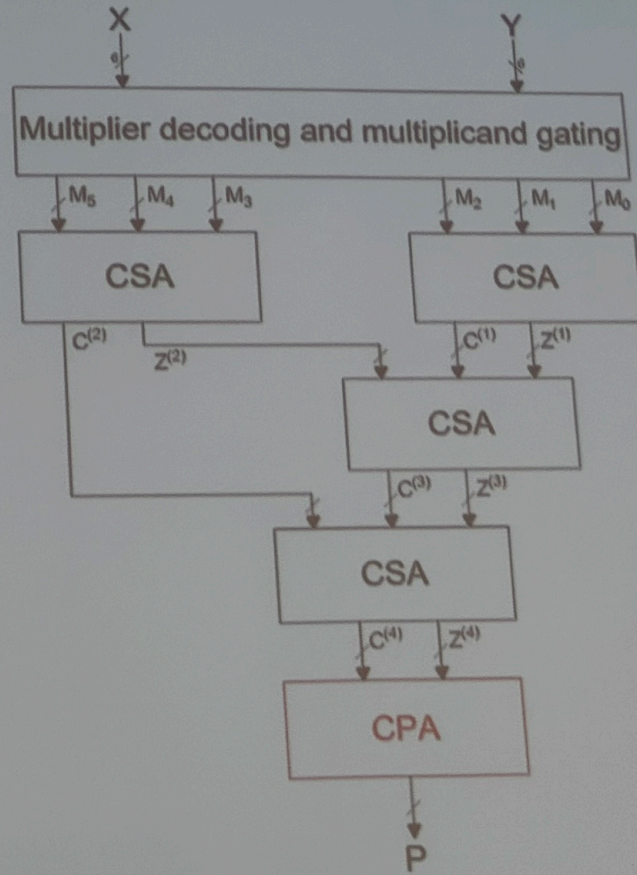 X Y
6 6
Multiplier decoding and multiplicand gating
M₅ M₄ M₃ M₂ M₁ M₀
CSA CSA
C⁽²⁾ Z⁽²⁾ C⁽¹⁾ Z⁽¹⁾
CSA
C⁽³⁾ Z⁽³⁾
CSA
C⁽⁴⁾ Z⁽⁴⁾
CPA
P